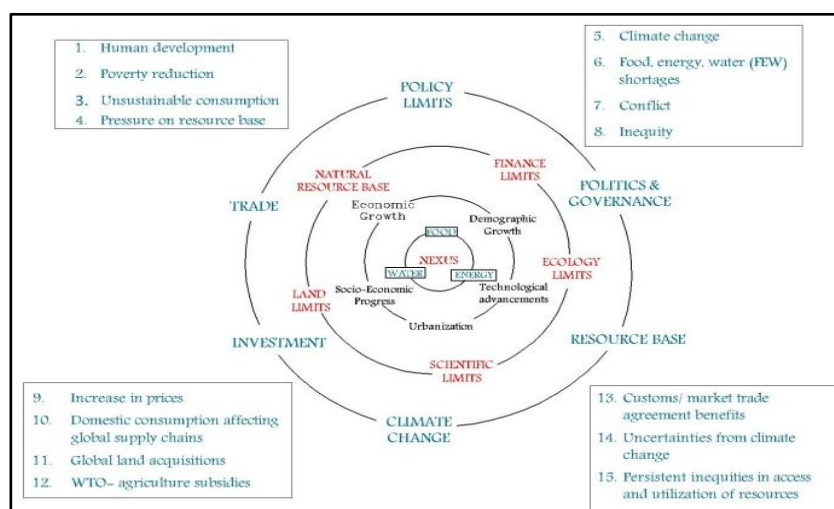 1. Human development
2. Poverty reduction
3. Unsustainable consumption
4. Pressure on resource base
5. Climate change
6. Food, energy, water (FEW)
shortages
7. Conflict
8. Inequity
POLICY
LIMITS
TRADE
POLITICS &
GOVERNANCE
NATURAL
RESOURCE BASE
FINANCE
LIMITS
Economic
Growth
Demographic
Growth
FOOD
NEXUS
WATER
ENERGY
ECOLOGY
LIMITS
LAND
LIMITS
Socio-Economic
Progress
Technological
advancements
Urbanization
INVESTMENT
RESOURCE BASE
SCIENTIFIC
LIMITS
CLIMATE
CHANGE
9. Increase in prices
10. Domestic consumption affecting
global supply chains
11. Global land acquisitions
12. WTO- agriculture subsidies
13. Customs/ market trade
agreement benefits
14. Uncertainties from climate
change
15. Persistent inequities in access
and utilization of resources